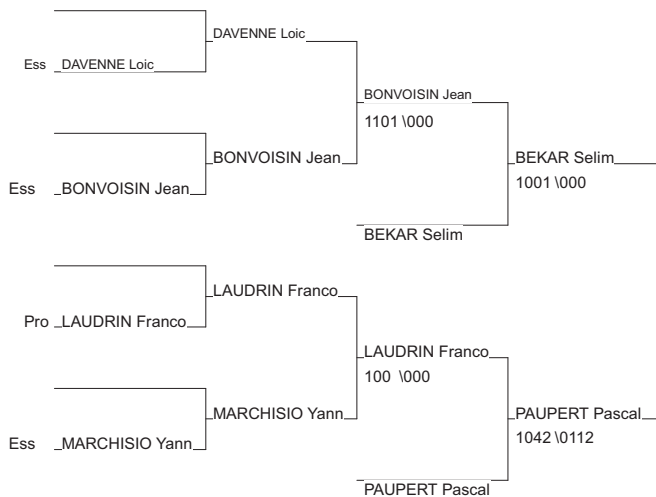 DAVENNE Loic
Ess DAVENNE Loic
BONVOISIN Jean
1101 \000
BONVOISIN Jean
BEKAR Selim
1001 \000
Ess BONVOISIN Jean
BEKAR Selim
LAUDRIN Franco
Pro LAUDRIN Franco
LAUDRIN Franco
100 \000
MARCHISIO Yann
PAUPERT Pascal
1042 \0112
Ess MARCHISIO Yann
PAUPERT Pascal